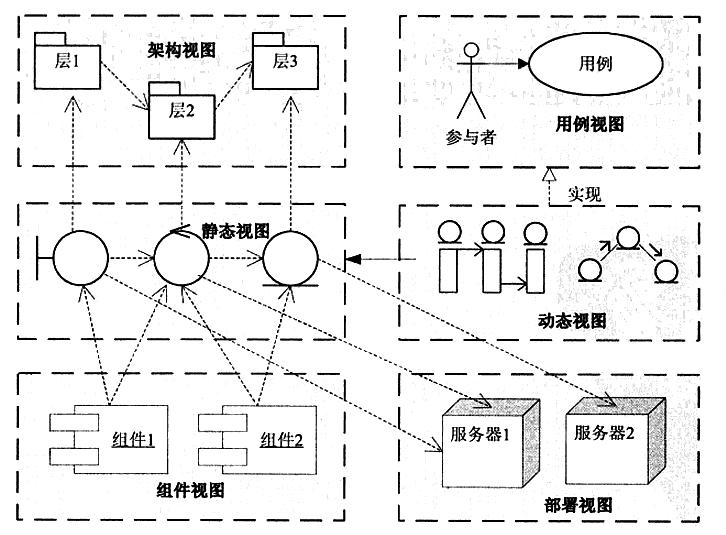 架构视图
层1
层2
层3
用例
参与者
用例视图
实现
静态视图
动态视图
组件1
组件2
组件视图
服务器1
服务器2
部署视图